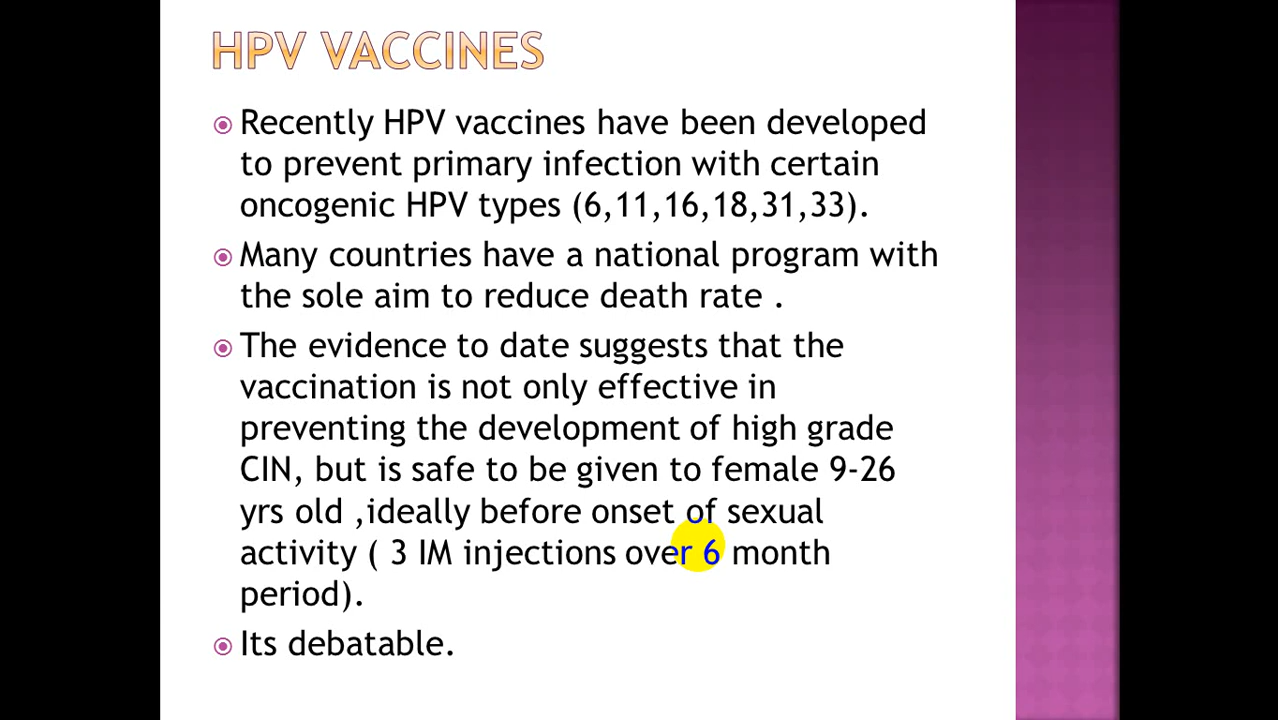 HPV VACCINES
Recently HPV vaccines have been developed
to prevent primary infection with certain
oncogenic HPV types (6,11,16,18,31,33).
Many countries have a national program with
the sole aim to reduce death rate .
The evidence to date suggests that the
vaccination is not only effective in
preventing the development of high grade
CIN, but is safe to be given to female 9-26
yrs old ,ideally before onset of sexual
activity ( 3 IM injections over 6 month
period).
Its debatable.